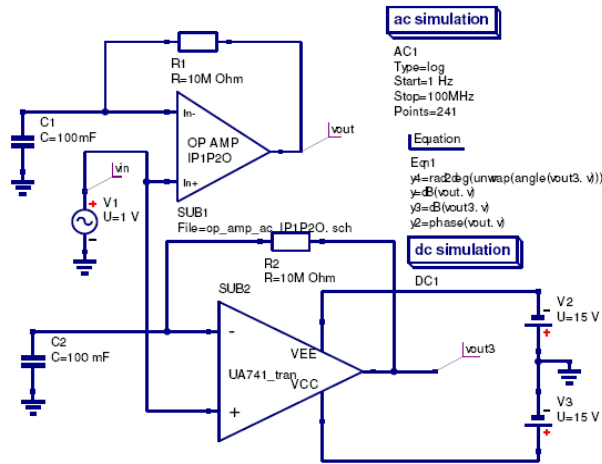 ac simulation
AC1
Type=log
Start=1 Hz
Stop=100MHz
Points=241
Equation
Eqn1
y4=rad2deg(unwrap(angle(vout3.v)))
y=dB(vout.v)
y3=dB(vout3.v)
y2=phase(vout.v)
dc simulation
DC1
R1
R=10M Ohm
C1
C=100mF
In-
OP AMP
IP1P2O
In+
vout
vin
V1
U=1 V
SUB1
File=op_amp_ac_IP1P2O.sch
R2
R=10M Ohm
SUB2
C2
C=100 mF
-
VEE
UA741_tran
VCC
+
vout3
V2
U=15 V
V3
U=15 V